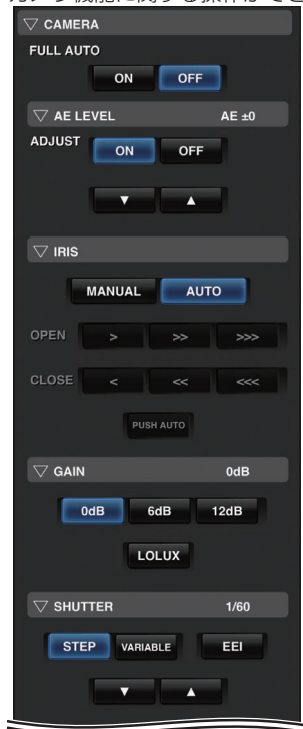 ▽ CAMERA
FULL AUTO
ON OFF
▽ AE LEVEL AE ±0
ADJUST ON OFF
▼ ▲
▽ IRIS
MANUAL AUTO
OPEN > >> >>>
CLOSE < << <<<
PUSH AUTO
▽ GAIN 0dB
0dB 6dB 12dB
LOLUX
▽ SHUTTER 1/60
STEP VARIABLE EEI
▼ ▲